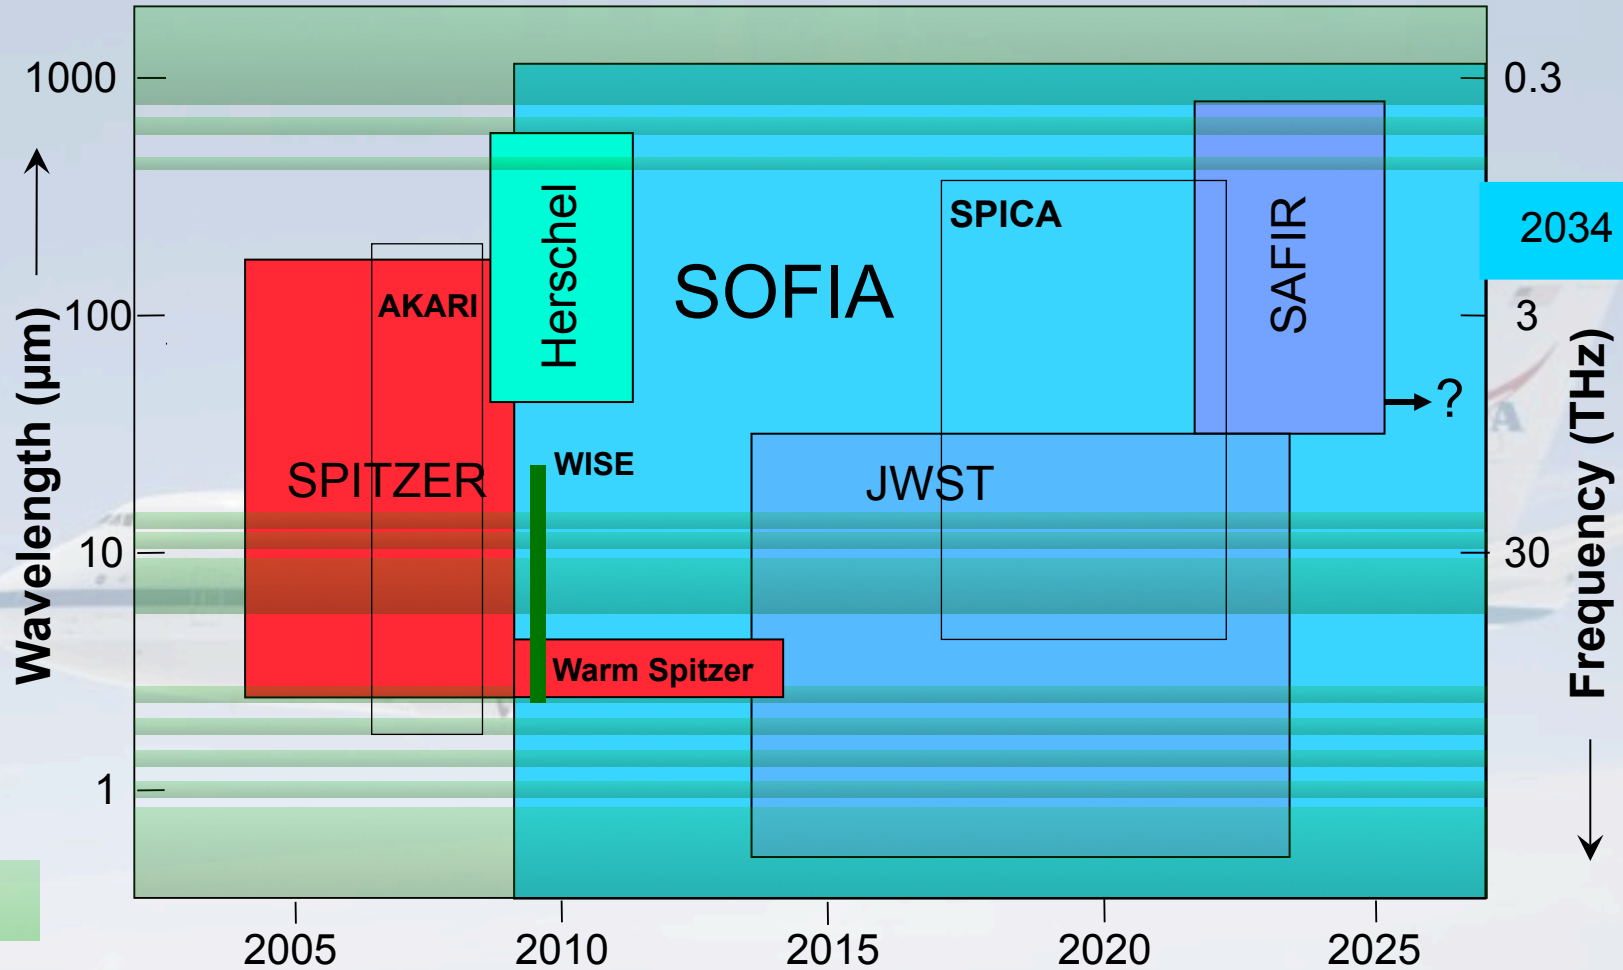 1000
0.3
Herschel
SPICA
SAFIR
2034
SOFIA
AKARI
100
3
Wavelength (µm)
Frequency (THz)
?
WISE
SPITZER
JWST
10
30
Warm Spitzer
1
2005
2010
2015
2020
2025